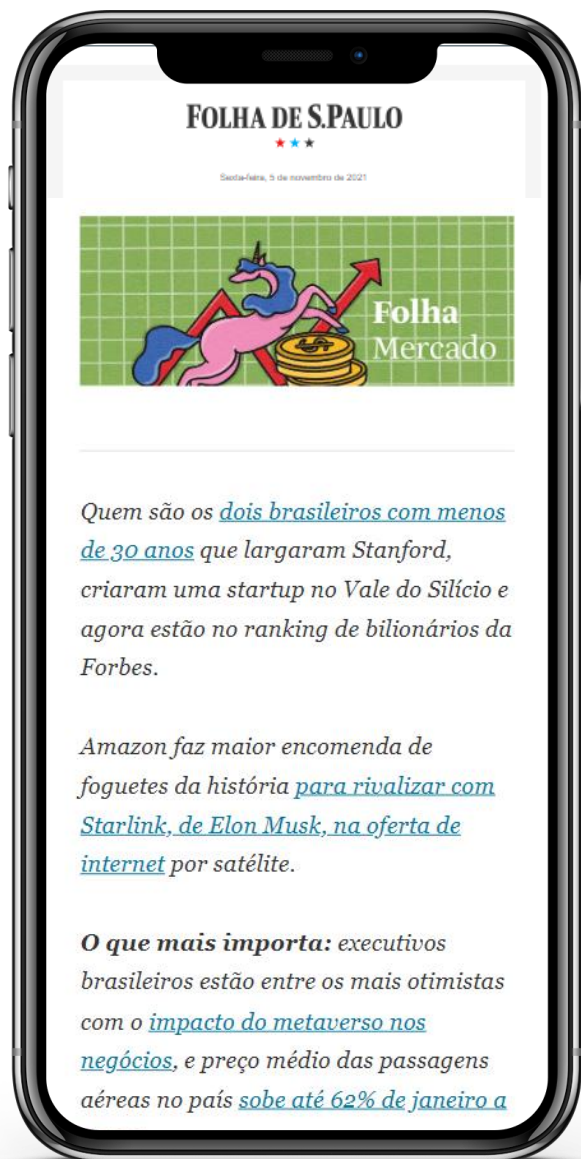 FOLHA DE S.PAULO
Sexta-feira, 5 de novembro de 2021
Folha
Mercado
Quem são os dois brasileiros com menos
de 30 anos que largaram Stanford,
criaram uma startup no Vale do Silício e
agora estão no ranking de bilionários da
Forbes.
Amazon faz maior encomenda de
foguetes da história para rivalizar com
Starlink, de Elon Musk, na oferta de
internet por satélite.
O que mais importa: executivos
brasileiros estão entre os mais otimistas
com o impacto do metaverso nos
negócios, e preço médio das passagens
aéreas no país sobe até 62% de janeiro a